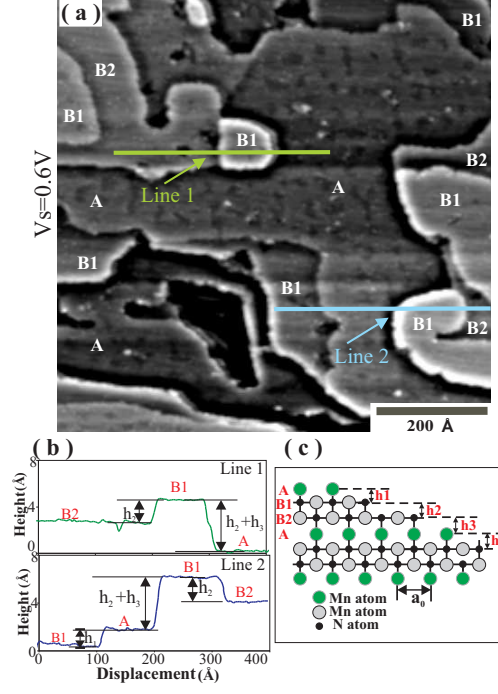 ( a )
B1
B2
B1
B1
B2
Line 1
A
A
B1
B1
B1
A
Line 2
B1
B2
Vs=0.6V
200 Å
( b )
Line 1
B1
B2
h2
h2+h3
A
Height(Å)
8
4
0
Line 2
B1
h2+h3
h2
B2
A
B1
h1
Height(Å)
8
4
0
0 100 200 300 400
Displacement(Å)
( c )
A
B1
B2
A
h1
h2
h3
h
a0
Mn atom
Mn atom
N atom